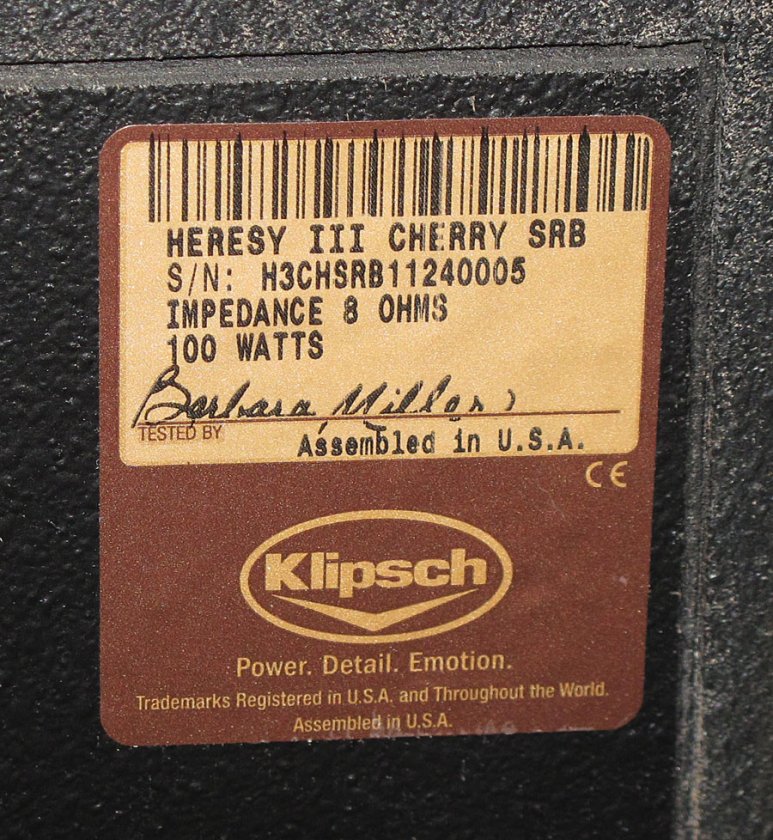 HERESY III CHERRY SRB
S/N: H3CHSRB11240005
IMPEDANCE 8 OHMS
100 WATTS
Barbara Miller
TESTED BY
Assembled in U.S.A.
CE
Klipsch
Power. Detail. Emotion.
Trademarks Registered in U.S.A. and Throughout the World.
Assembled in U.S.A.